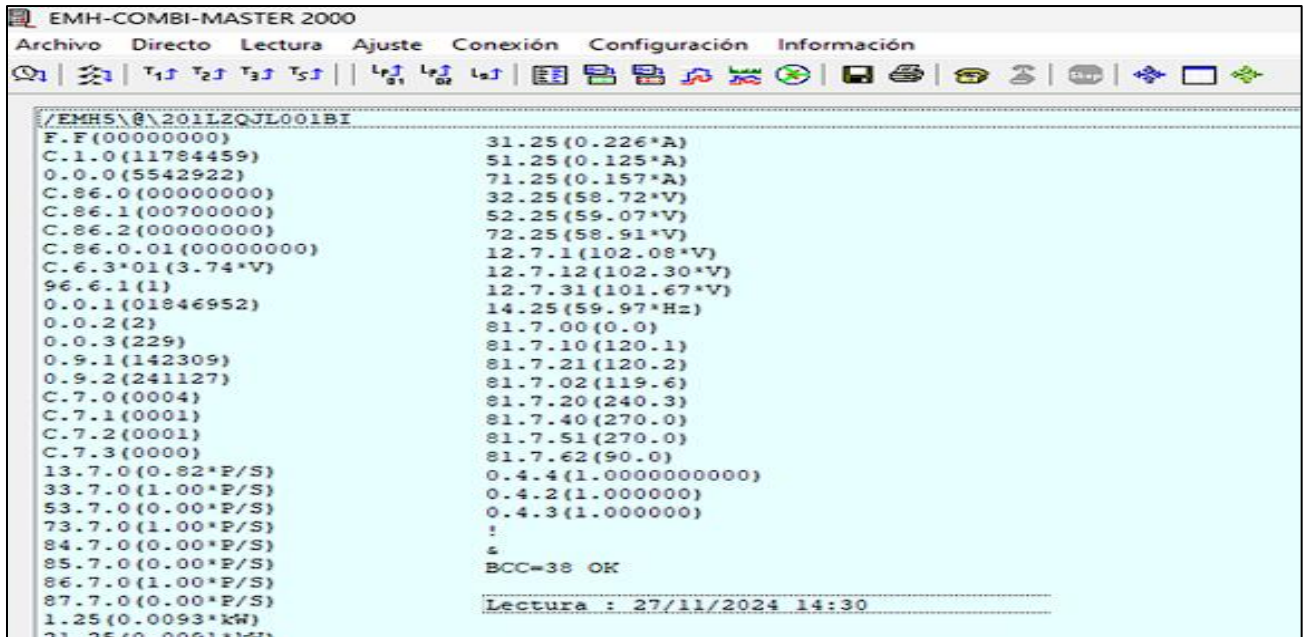 EMH-COMBI-MASTER 2000
Archivo Directo Lectura Ajuste Conexión Configuración Información
/EMH5\@\201LZQJL001BI
F.F(00000000)
C.1.0(11784459)
0.0.0(5542922)
C.86.0(00000000)
C.86.1(00700000)
C.86.2(00000000)
C.86.0.01(00000000)
C.6.3*01(3.74*V)
96.6.1(1)
0.0.1(01846952)
0.0.2(2)
0.0.3(229)
0.9.1(142309)
0.9.2(241127)
C.7.0(0004)
C.7.1(0001)
C.7.2(0001)
C.7.3(0000)
13.7.0(0.82*P/S)
33.7.0(1.00*P/S)
53.7.0(0.00*P/S)
73.7.0(1.00*P/S)
84.7.0(0.00*P/S)
85.7.0(0.00*P/S)
86.7.0(1.00*P/S)
87.7.0(0.00*P/S)
1.25(0.0093*kW)
31.25(0.226*A)
51.25(0.125*A)
71.25(0.157*A)
32.25(58.72*V)
52.25(59.07*V)
72.25(58.91*V)
12.7.1(102.08*V)
12.7.12(102.30*V)
12.7.31(101.67*V)
14.25(59.97*Hz)
81.7.00(0.0)
81.7.10(120.1)
81.7.21(120.2)
81.7.02(119.6)
81.7.20(240.3)
81.7.40(270.0)
81.7.51(270.0)
81.7.62(90.0)
0.4.4(1.0000000000)
0.4.2(1.000000)
0.4.3(1.000000)
!
&
BCC=38 OK
Lectura : 27/11/2024 14:30